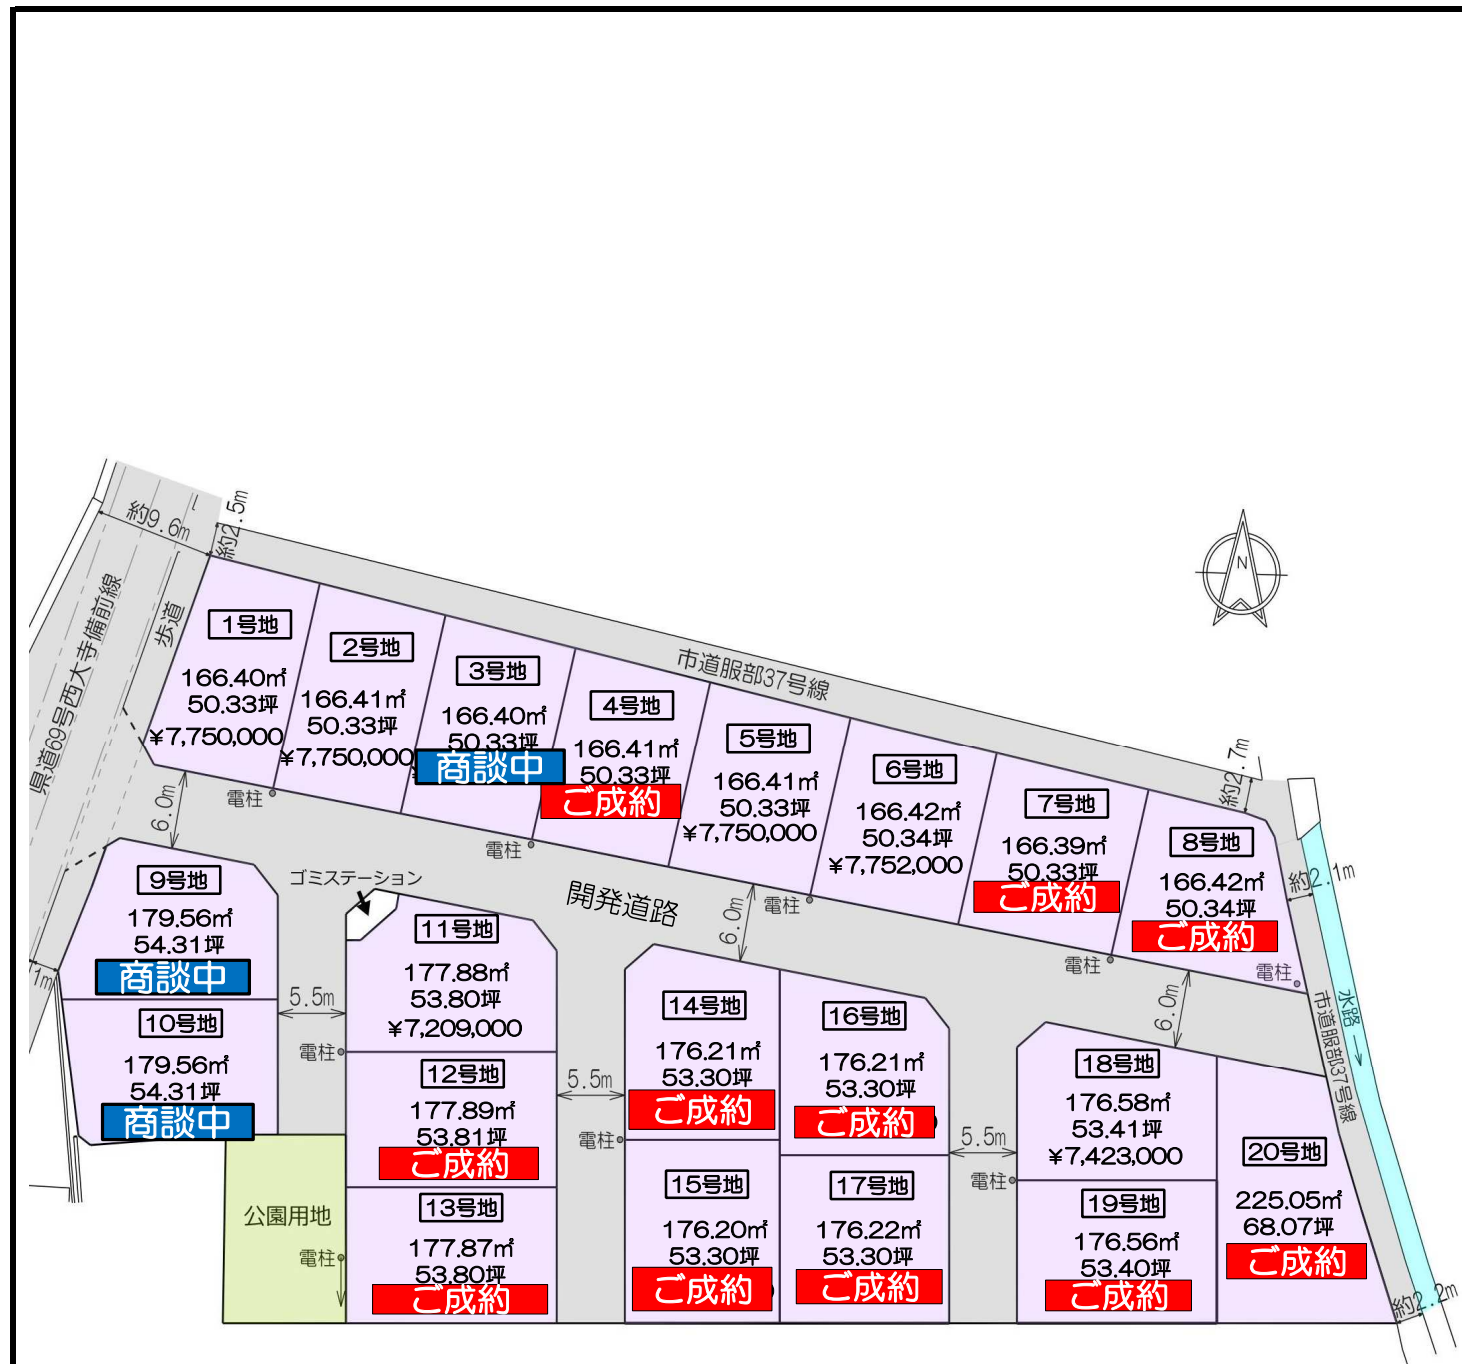 約9.6m
約2.5m
県道69号西大寺備前線
歩道
市道服部37号線
N
1号地
166.40㎡
50.33坪
¥7,750,000
2号地
166.41㎡
50.33坪
¥7,750,000
3号地
166.40㎡
50.33坪
商談中
4号地
166.41㎡
50.33坪
ご成約
5号地
166.41㎡
50.33坪
¥7,750,000
6号地
166.42㎡
50.34坪
¥7,752,000
7号地
166.39㎡
50.33坪
ご成約
8号地
166.42㎡
50.34坪
ご成約
約2.7m
約2.1m
電柱
電柱
電柱
電柱
電柱
6.0m
6.0m
6.0m
開発道路
ゴミステーション
9号地
179.56㎡
54.31坪
商談中
10号地
179.56㎡
54.31坪
商談中
5.5m
電柱
11号地
177.88㎡
53.80坪
¥7,209,000
12号地
177.89㎡
53.81坪
ご成約
13号地
177.87㎡
53.80坪
ご成約
公園用地
電柱
5.5m
電柱
14号地
176.21㎡
53.30坪
ご成約
15号地
176.20㎡
53.30坪
ご成約
16号地
176.21㎡
53.30坪
ご成約
17号地
176.22㎡
53.30坪
ご成約
5.5m
電柱
18号地
176.58㎡
53.41坪
¥7,423,000
19号地
176.56㎡
53.40坪
ご成約
20号地
225.05㎡
68.07坪
ご成約
水路
市道服部37号線
約2.2m